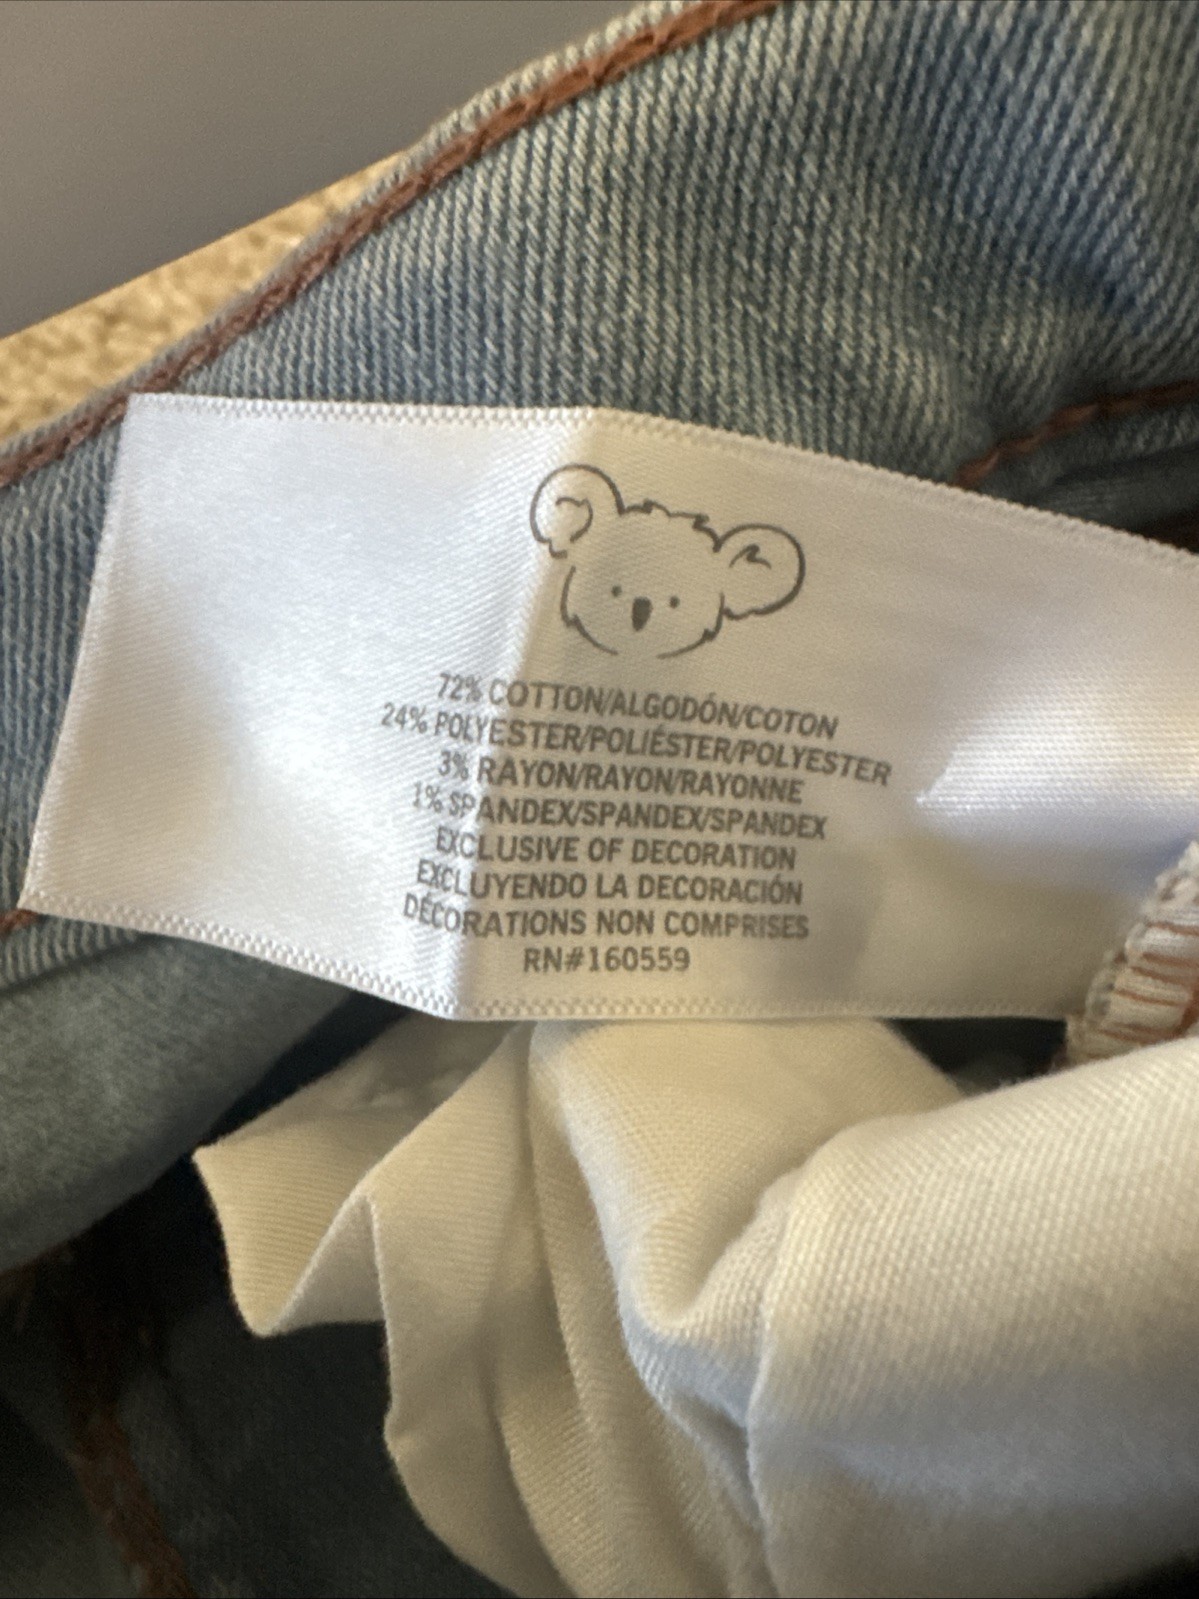 72% COTTON/ALGODÓN/COTON
24% POLYESTER/POLIÉSTER/POLYESTER
3% RAYON/RAYON/RAYONNE
1% SPANDEX/SPANDEX/SPANDEX
EXCLUSIVE OF DECORATION
EXCLUYENDO LA DECORACIÓN
DÉCORATIONS NON COMPRISES
RN#160559